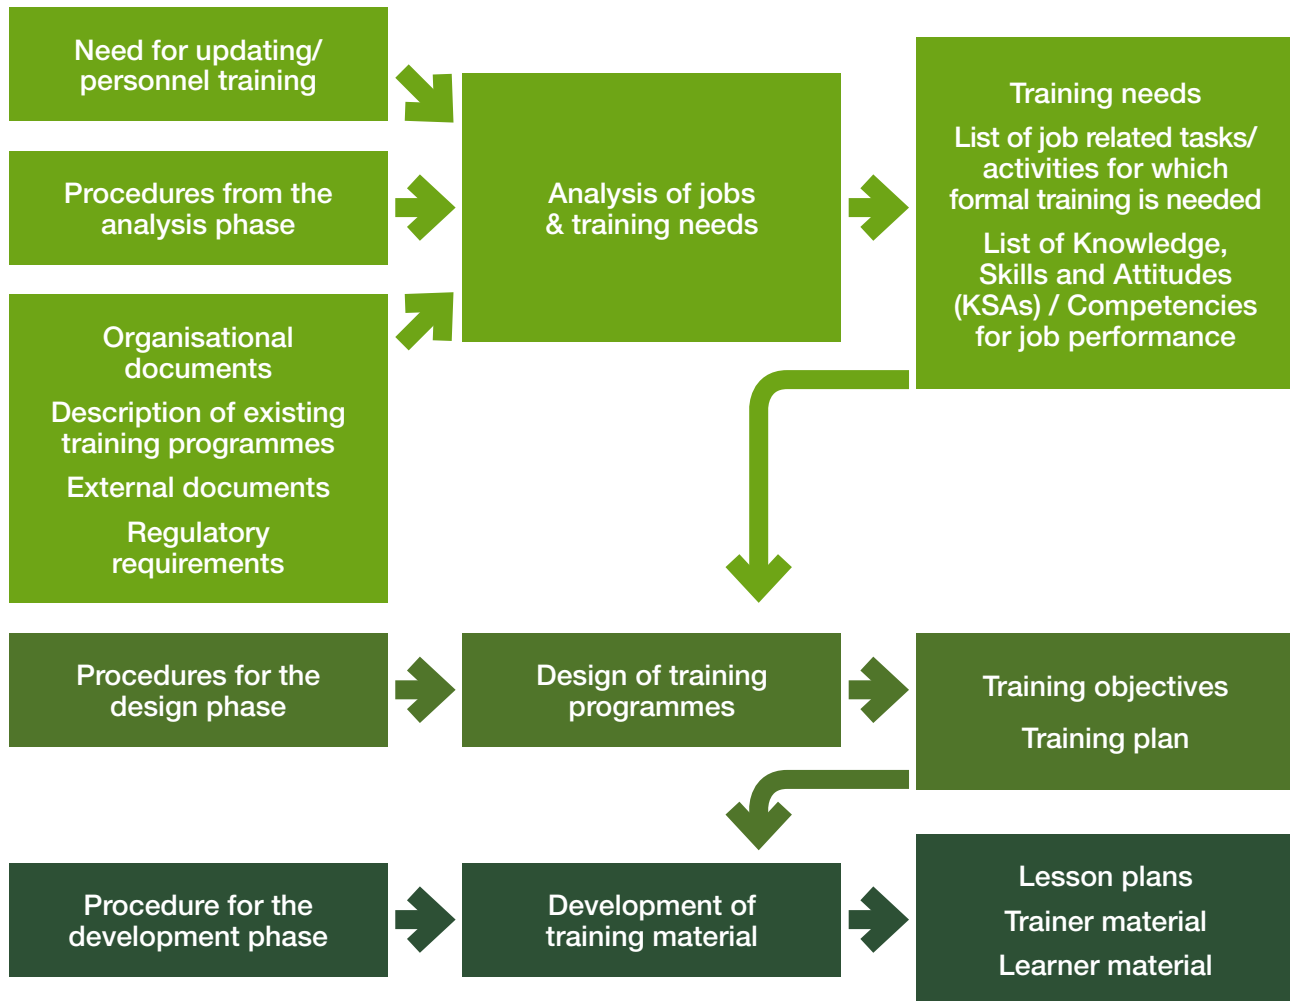 Need for updating/
personnel training
Procedures from the
analysis phase
Organisational
documents
Description of existing
training programmes
External documents
Regulatory
requirements
Analysis of jobs
& training needs
Training needs
List of job related tasks/
activities for which
formal training is needed
List of Knowledge,
Skills and Attitudes
(KSAs) / Competencies
for job performance
Procedures for the
design phase
Design of training
programmes
Training objectives
Training plan
Procedure for the
development phase
Development of
training material
Lesson plans
Trainer material
Learner material